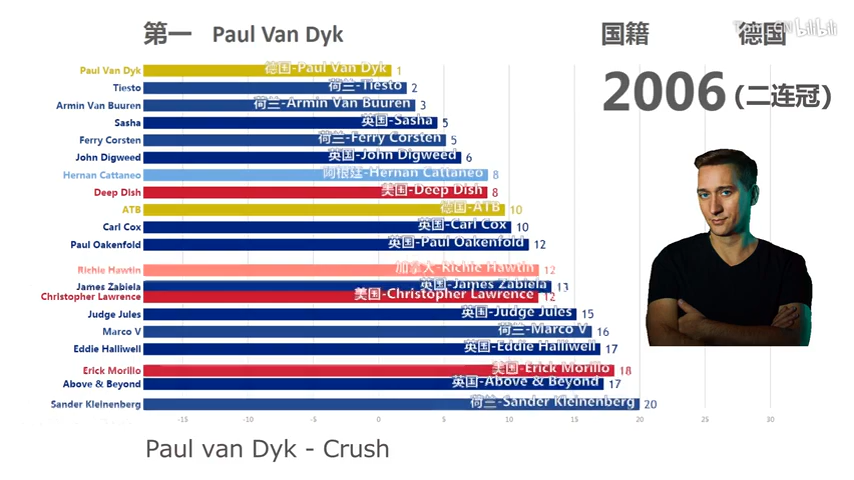 第一 Paul Van Dyk 国籍 德国
bilibili
2006 (二连冠)
Paul Van Dyk 德国-Paul Van Dyk 1
Tiesto 荷兰-Tiesto 2
Armin Van Buuren 荷兰-Armin Van Buuren 3
Sasha 英国-Sasha 5
Ferry Corsten 荷兰-Ferry Corsten 5
John Digweed 英国-John Digweed 6
Hernan Cattaneo 阿根廷-Hernan Cattaneo 8
Deep Dish 美国-Deep Dish 8
ATB 德国-ATB 10
Carl Cox 英国-Carl Cox 10
Paul Oakenfold 英国-Paul Oakenfold 12
Richie Hawtin 加拿大-Richie Hawtin 12
James Zabiela 英国-James Zabiela 13
Christopher Lawrence 美国-Christopher Lawrence 12
Judge Jules 英国-Judge Jules 15
Marco V 荷兰-Marco V 16
Eddie Halliwell 英国-Eddie Halliwell 17
Erick Morillo 美国-Erick Morillo 18
Above & Beyond 英国-Above & Beyond 17
Sander Kleinenberg 荷兰-Sander Kleinenberg 20
-15 -10 -5 0 5 10 15 20 25 30
Paul van Dyk - Crush